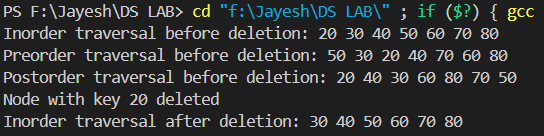 PS F:\Jayesh\DS LAB> cd "f:\Jayesh\DS LAB\" ; if ($?) { gcc
Inorder traversal before deletion: 20 30 40 50 60 70 80
Preorder traversal before deletion: 50 30 20 40 70 60 80
Postorder traversal before deletion: 20 40 30 60 80 70 50
Node with key 20 deleted
Inorder traversal after deletion: 30 40 50 60 70 80